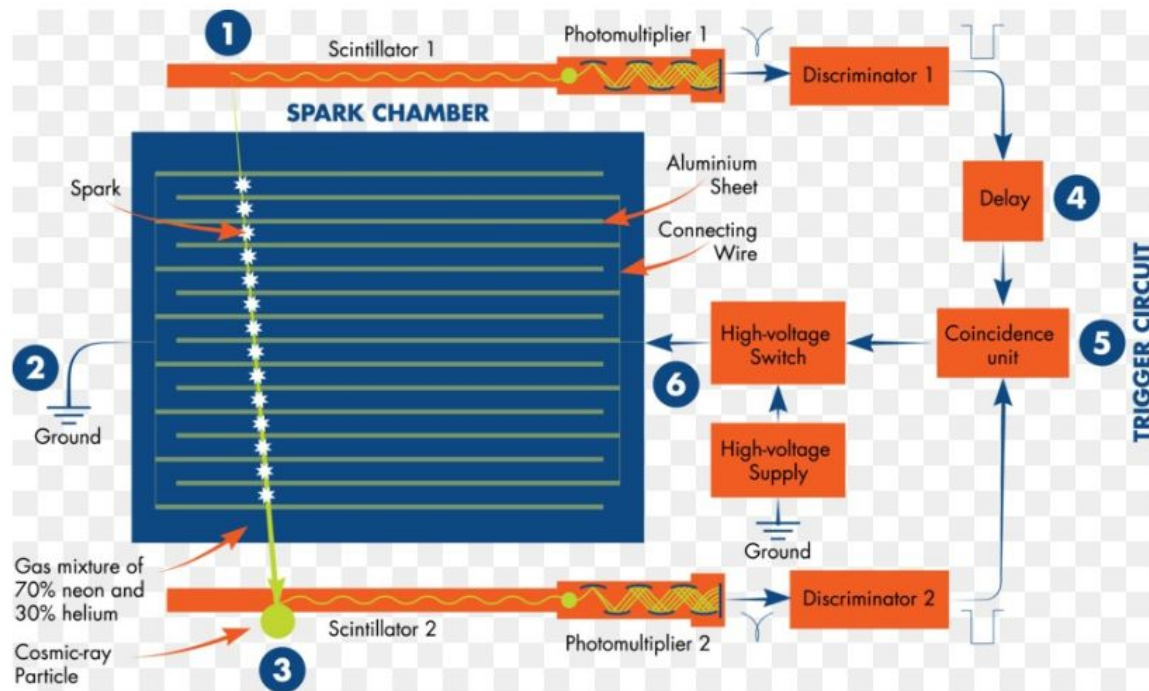 1
Scintillator 1
Photomultiplier 1
Discriminator 1
SPARK CHAMBER
Spark
Aluminium
Sheet
Connecting
Wire
Delay
4
2
Ground
High-voltage
Switch
6
Coincidence
unit
5
TRIGGER CIRCUIT
High-voltage
Supply
Ground
Gas mixture of
70% neon and
30% helium
Cosmic-ray
Particle
3
Scintillator 2
Photomultiplier 2
Discriminator 2